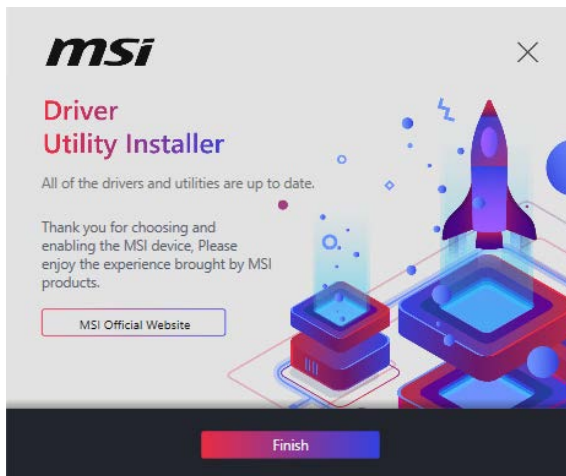 msi
Driver
Utility Installer
All of the drivers and utilities are up to date.
Thank you for choosing and
enabling the MSI device, Please
enjoy the experience brought by MSI
products.
MSI Official Website
Finish